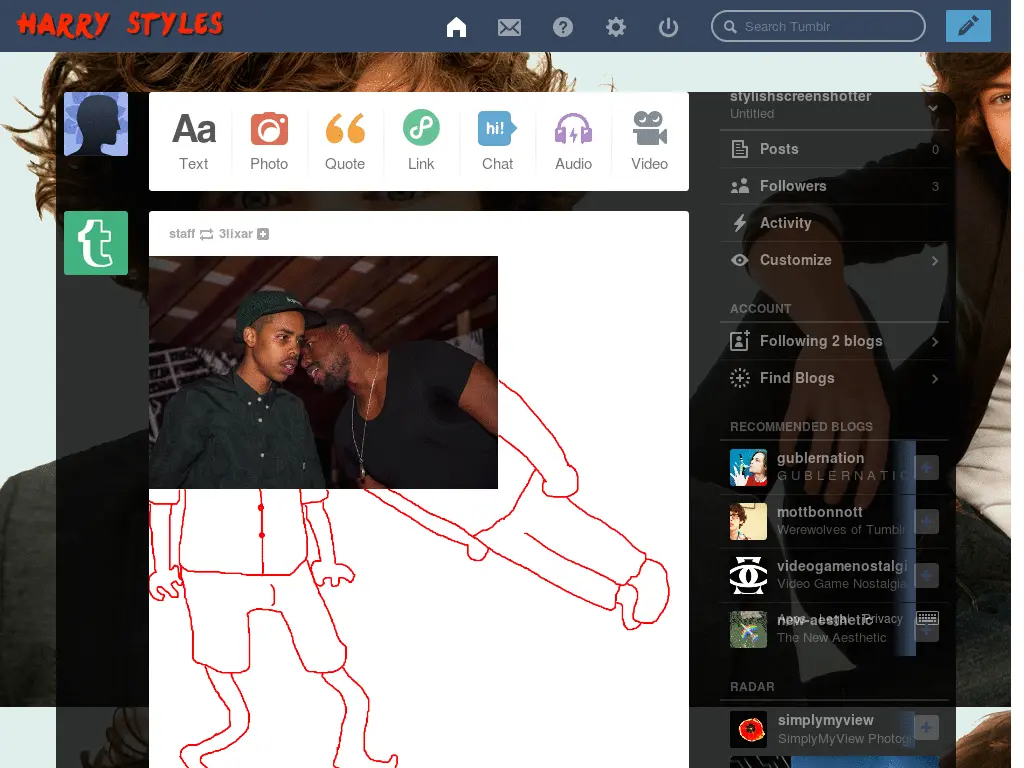 HARRY STYLES
Search Tumblr
Aa
Text
Photo
Quote
Link
hi!
Chat
Audio
Video
stylishscreenshotter
Untitled
Posts 0
Followers 3
Activity
Customize
ACCOUNT
Following 2 blogs
Find Blogs
RECOMMENDED BLOGS
gublernation
G U B L E R N A T I O
mottbonnott
Werewolves of Tumblr
videogamenostalgi
Video Game Nostalgia
new-aesthetic
Apps Legal Privacy
The New Aesthetic
RADAR
simplymyview
SimplyMyView Photog
staff 3lixar
t